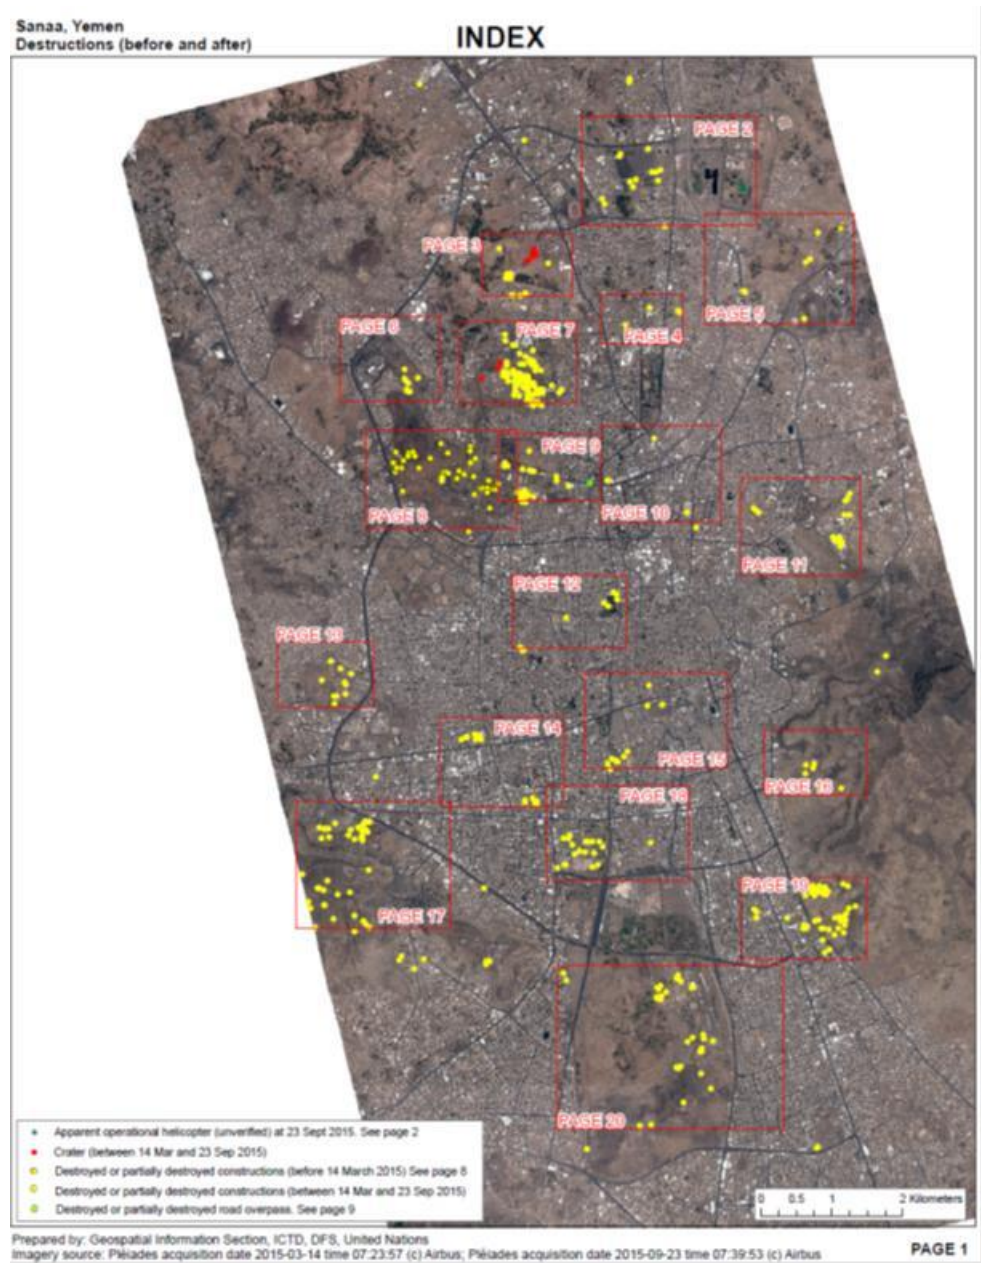 Sanaa, Yemen
Destructions (before and after)
INDEX
PAGE 2
PAGE 3
PAGE 4
PAGE 5
PAGE 6
PAGE 7
PAGE 8
PAGE 9
PAGE 10
PAGE 11
PAGE 12
PAGE 13
PAGE 14
PAGE 15
PAGE 16
PAGE 18
PAGE 17
PAGE 19
PAGE 20
Apparent operational helicopter (unverified) at 23 Sept 2015. See page 2
Crater (between 14 Mar and 23 Sep 2015)
Destroyed or partially destroyed constructions (before 14 March 2015) See page 8
Destroyed or partially destroyed constructions (between 14 Mar and 23 Sep 2015)
Destroyed or partially destroyed road overpass. See page 9
0 0.5 1 2 Kilometers
Prepared by: Geospatial Information Section, ICTD, DFS, United Nations
Imagery source: Pléiades acquisition date 2015-03-14 time 07:23:57 (c) Airbus; Pléiades acquisition date 2015-09-23 time 07:39:53 (c) Airbus
PAGE 1